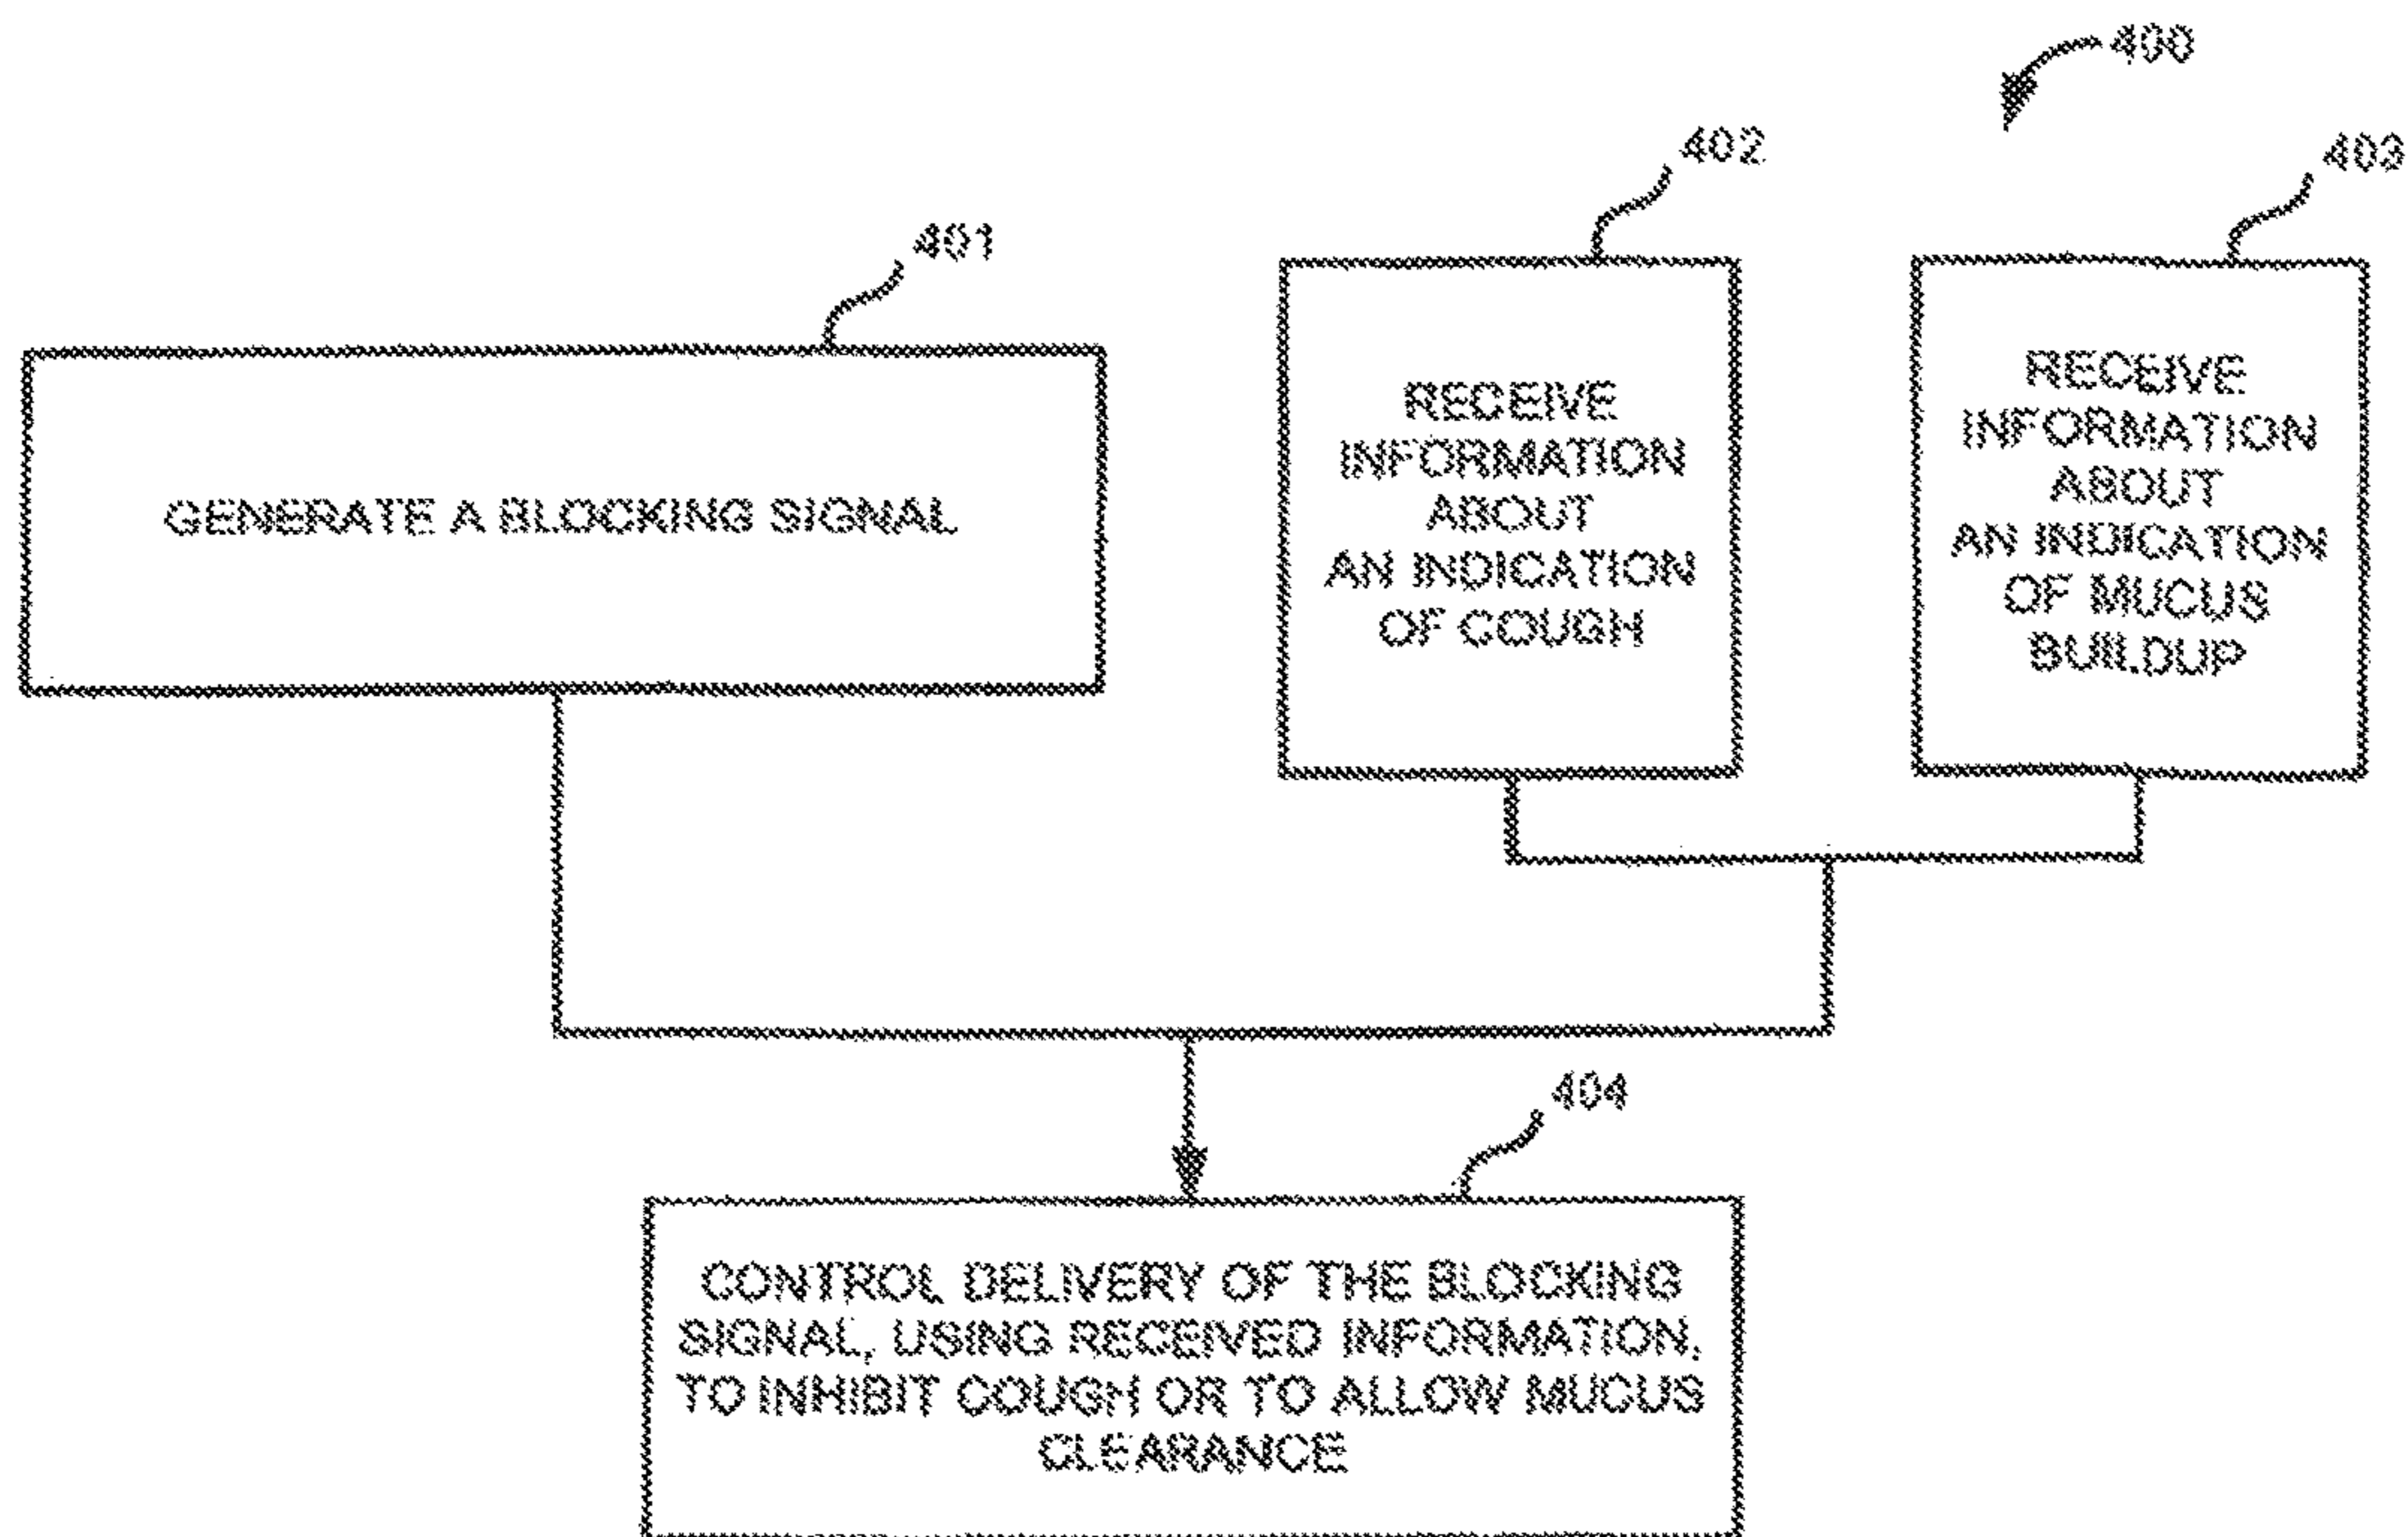 400
401
402
403
GENERATE A BLOCKING SIGNAL
RECEIVE
INFORMATION
ABOUT
AN INDICATION
OF COUGH
RECEIVE
INFORMATION
ABOUT
AN INDICATION
OF MUCUS
BUILDUP
404
CONTROL DELIVERY OF THE BLOCKING
SIGNAL, USING RECEIVED INFORMATION,
TO INHIBIT COUGH OR TO ALLOW MUCUS
CLEARANCE